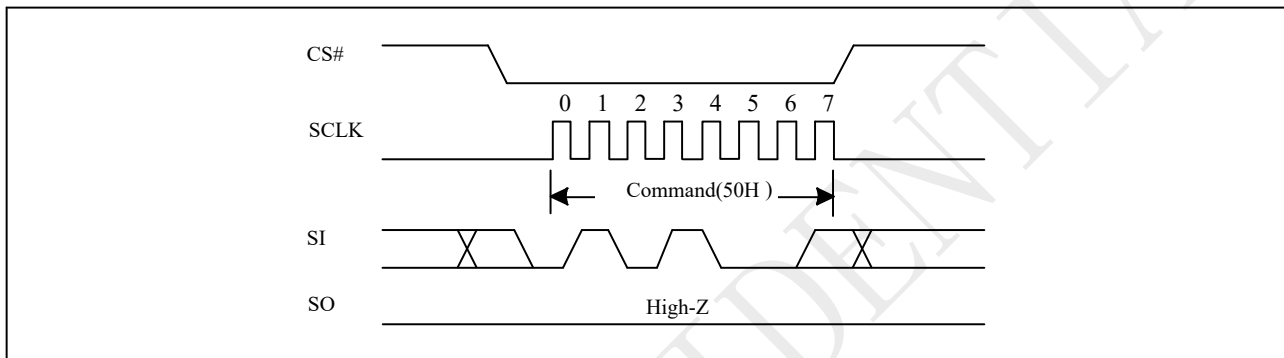 CS#
0 1 2 3 4 5 6 7
SCLK
Command(50H )
SI
SO High-Z